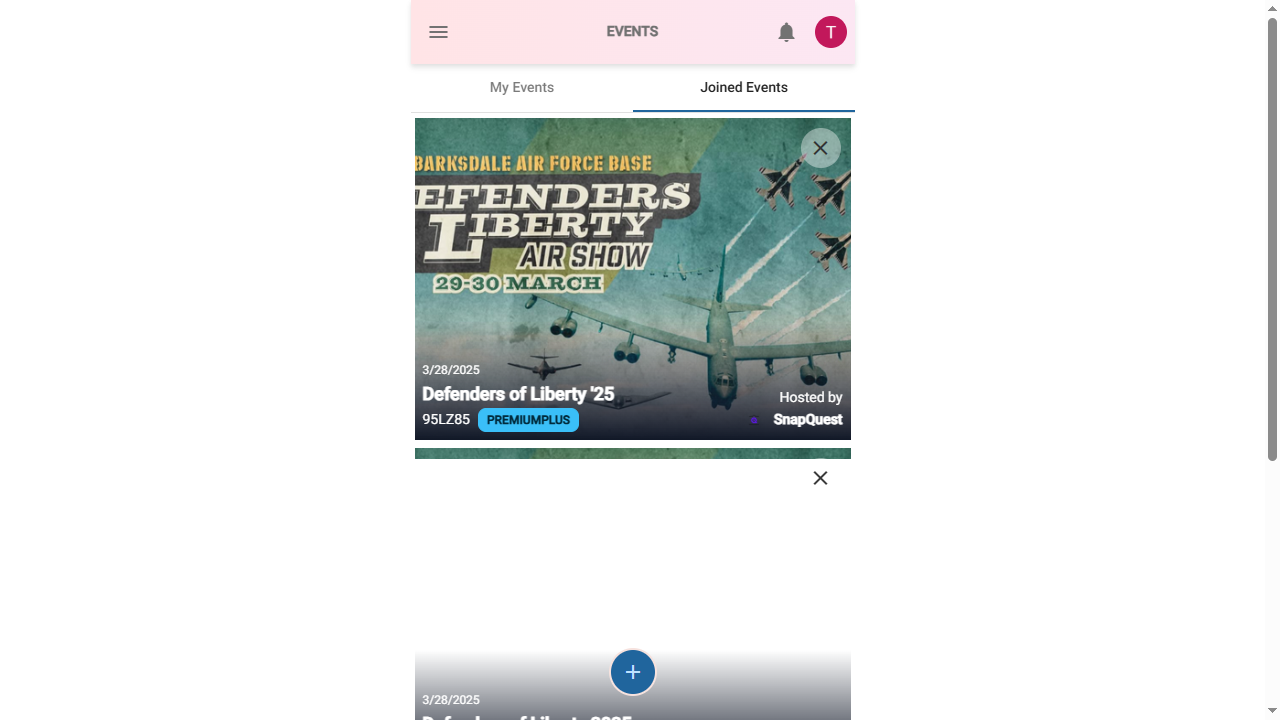 EVENTS
T
My Events
Joined Events
BARKSDALE AIR FORCE BASE
EFENDERS
LIBERTY
AIR SHOW
29-30 MARCH
3/28/2025
Defenders of Liberty '25
Hosted by
95LZ85 PREMIUMPLUS
SnapQuest
3/28/2025